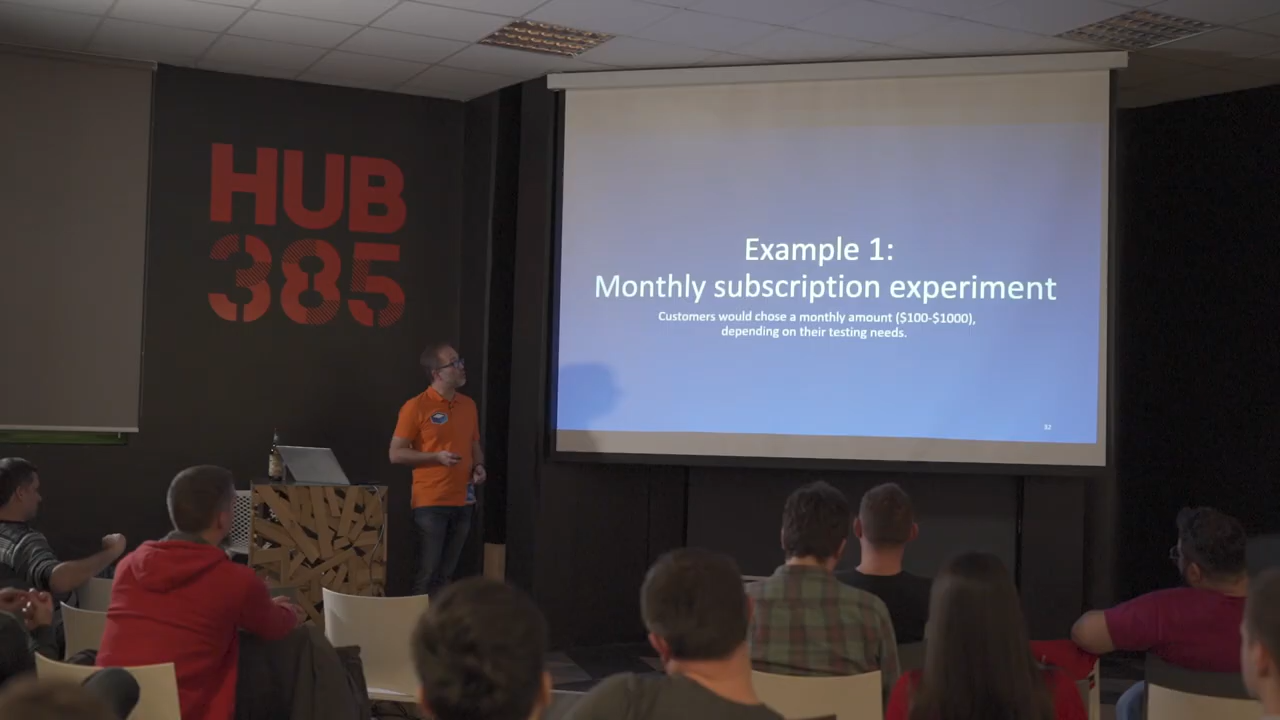 HUB
385
Example 1:
Monthly subscription experiment
Customers would chose a monthly amount ($100-$1000),
depending on their testing needs.